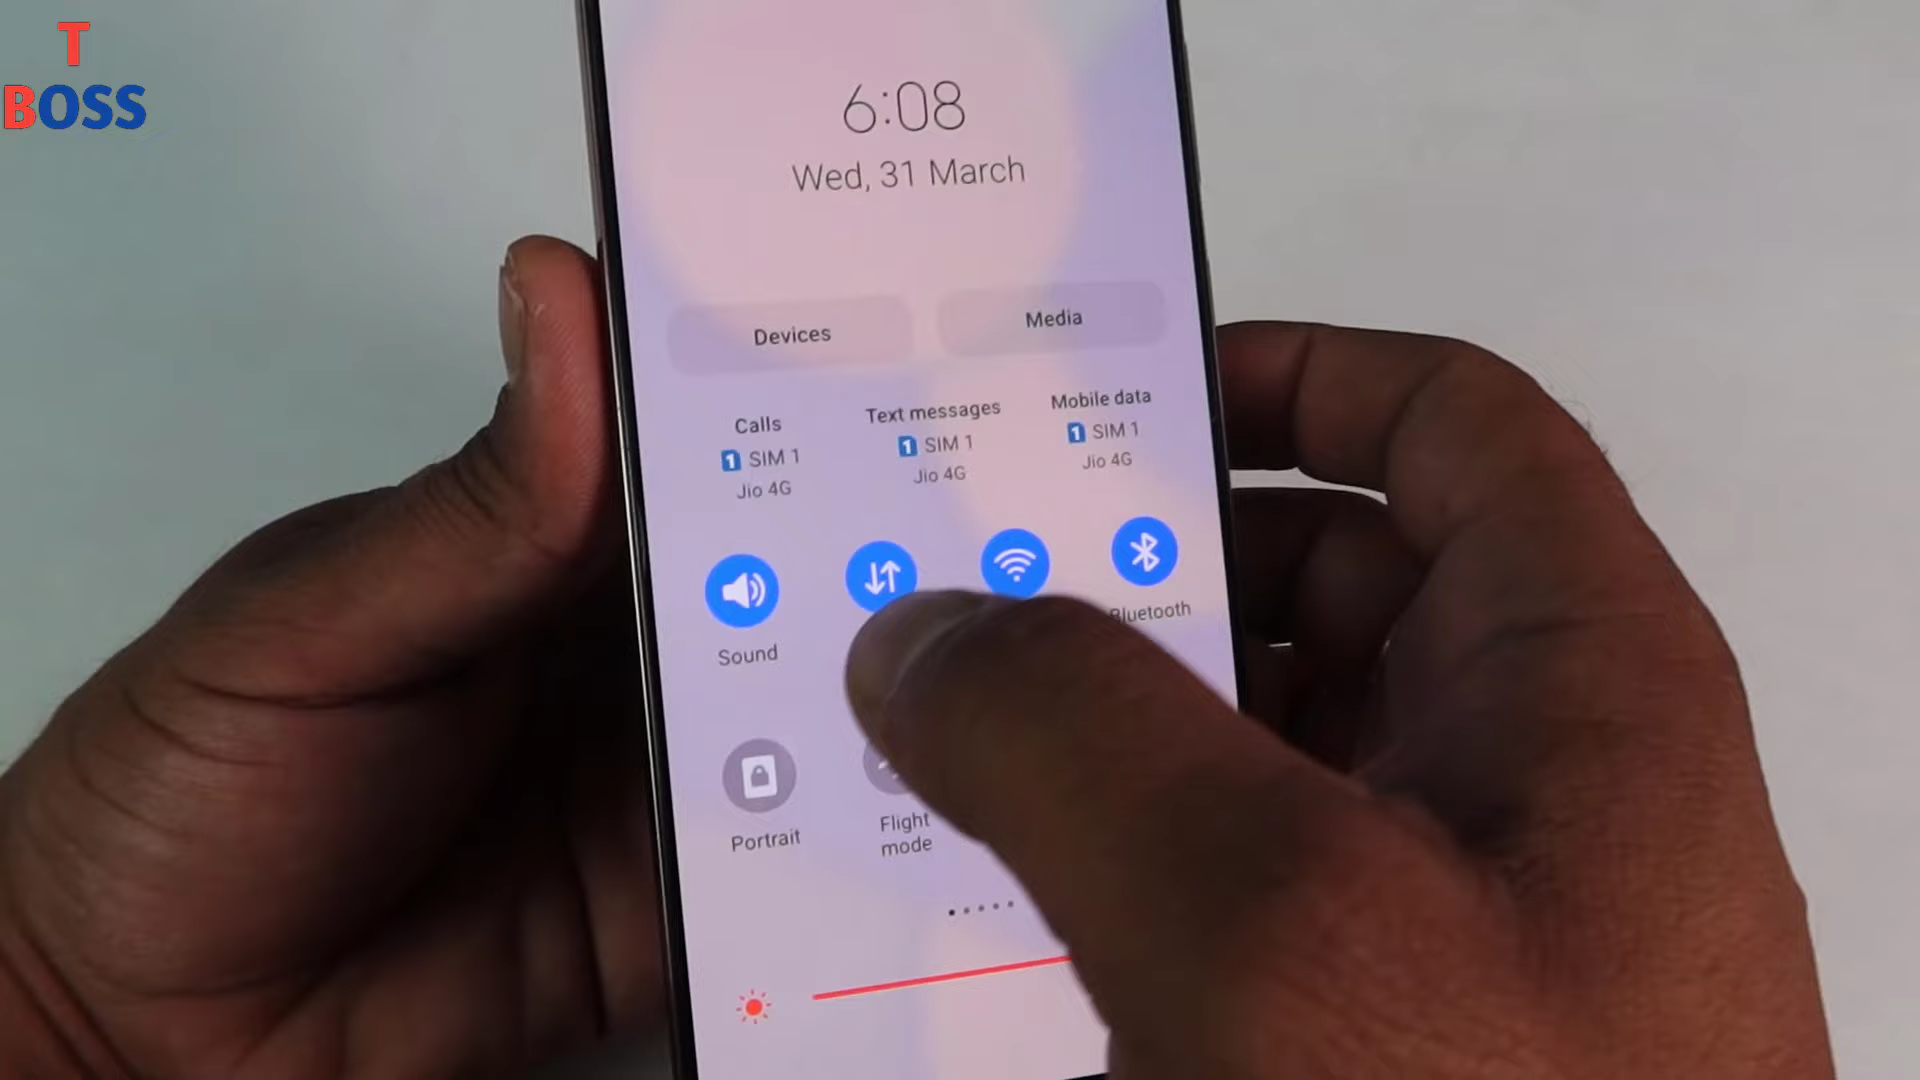 T
BOSS
6:08
Wed, 31 March
Devices
Media
Calls
1 SIM 1
Jio 4G
Text messages
1 SIM 1
Jio 4G
Mobile data
1 SIM 1
Jio 4G
Sound
Bluetooth
Portrait
Flight
mode